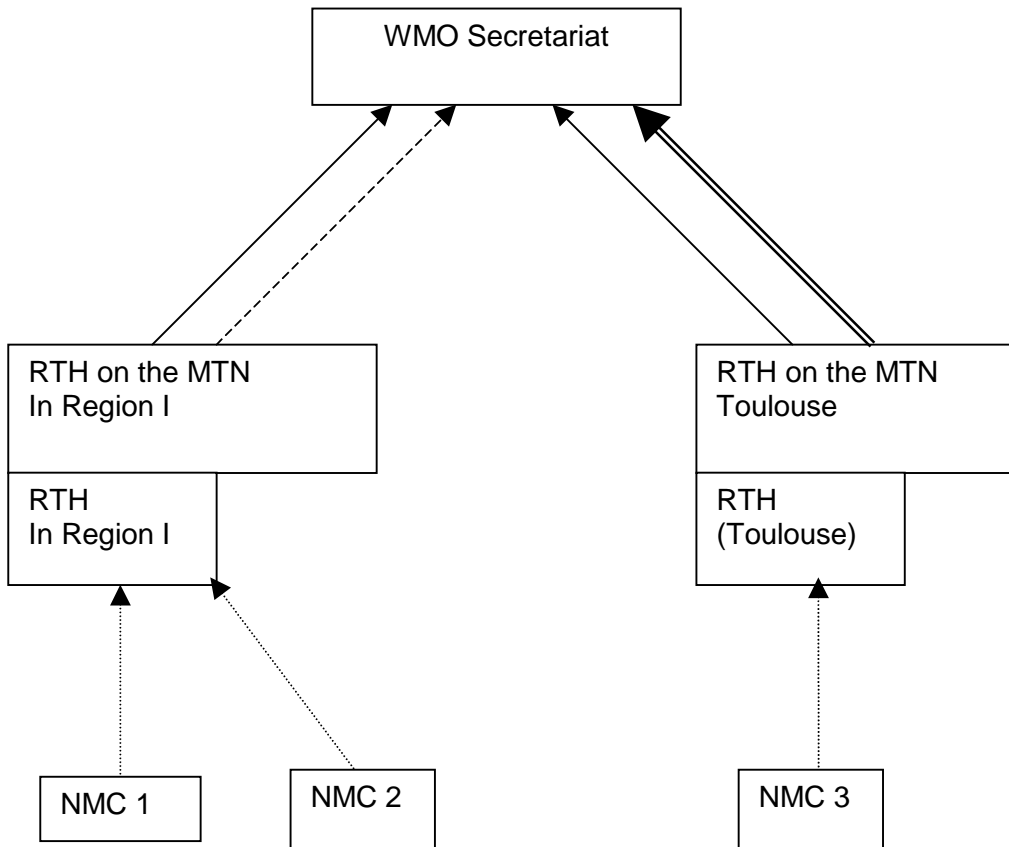 WMO Secretariat
RTH on the MTN
In Region I
RTH on the MTN
Toulouse
RTH
In Region I
RTH
(Toulouse)
NMC 1
NMC 2
NMC 3